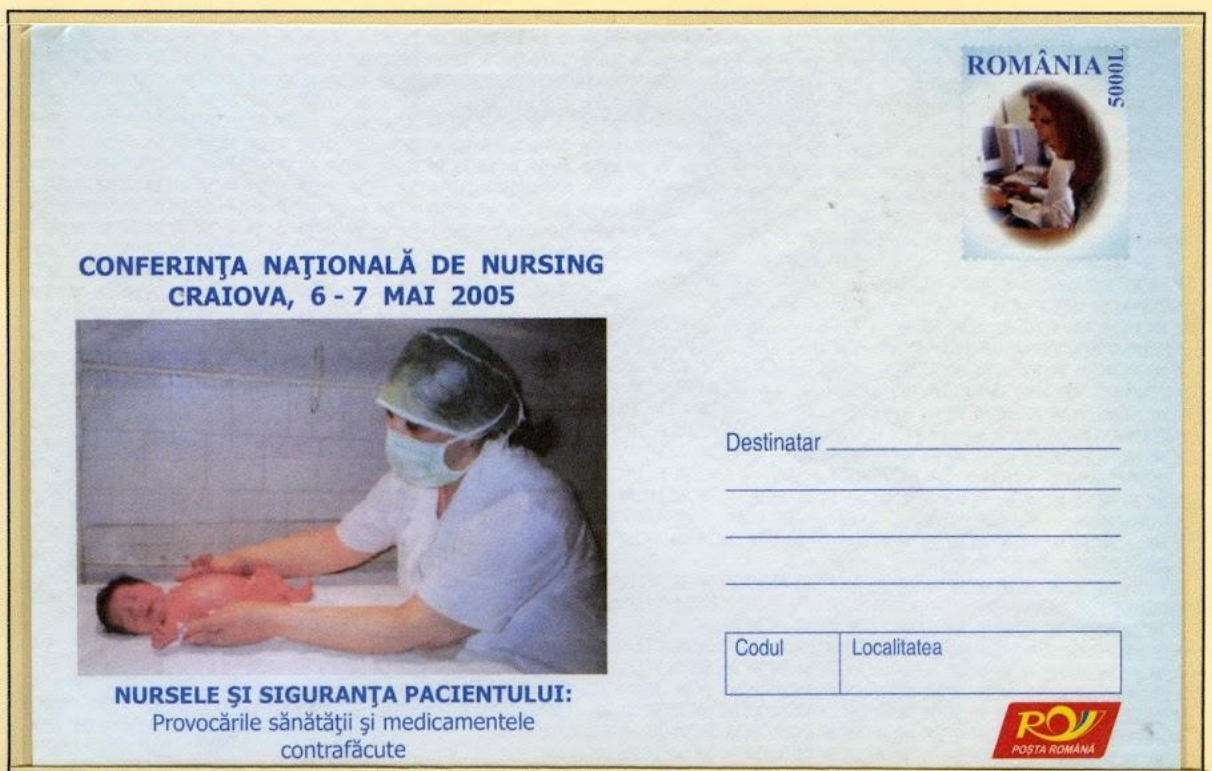 ROMÂNIA
5000L
CONFERINŢA NAŢIONALĂ DE NURSING
CRAIOVA, 6 - 7 MAI 2005
Destinatar
Codul
Localitatea
NURSELE ŞI SIGURANŢA PACIENTULUI:
Provocările sănătăţii şi medicamentele
contrafăcute
POŞTA ROMÂNĂ